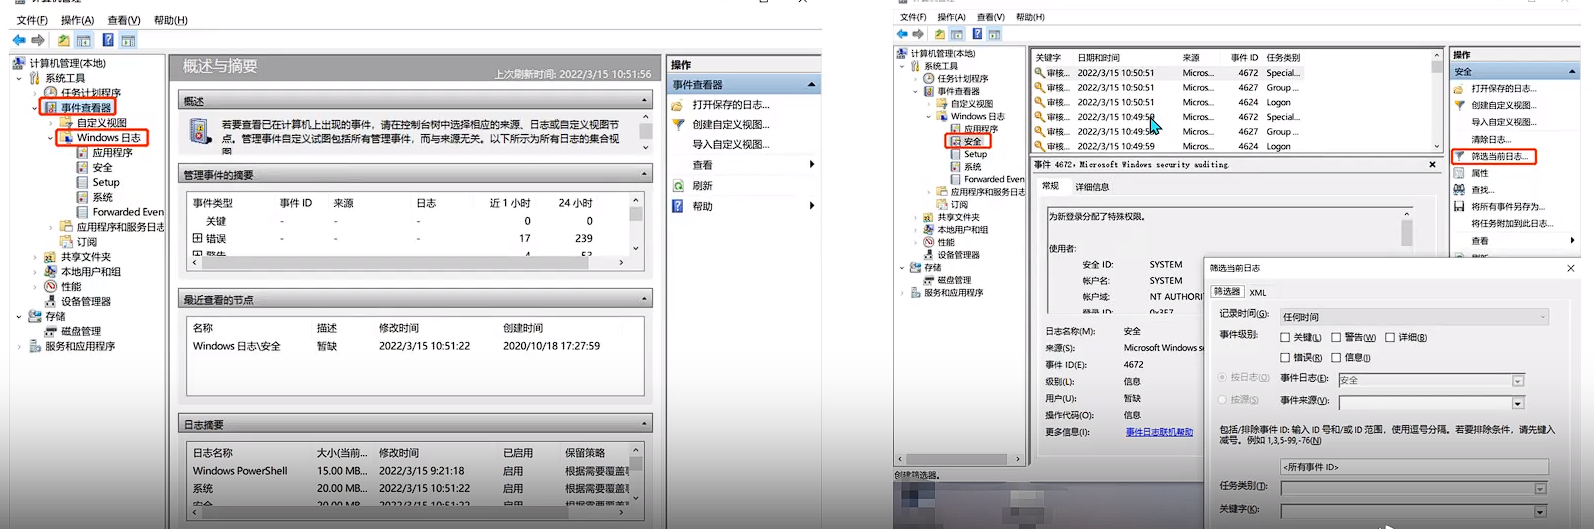 文件(F) 操作(A) 查看(V) 帮助(H)
计算机管理(本地)
系统工具
任务计划程序
事件查看器
自定义视图
Windows 日志
应用程序
安全
Setup
系统
Forwarded Even
应用程序和服务日志
订阅
共享文件夹
本地用户和组
性能
设备管理器
存储
磁盘管理
服务和应用程序
概述与摘要
上次刷新时间: 2022/3/15 10:51:56
概述
若要查看已在计算机上出现的事件，请在控制台树中选择相应的来源、日志或自定义视图节
点。管理事件自定义试图包括所有管理事件，而与来源无关。以下所示为所有日志的集合视
图
管理事件的摘要
事件类型 事件 ID 来源 日志 近 1 小时 24 小时
关键 - - - 0 0
错误 - - - 17 239
警告 4 53
最近查看的节点
名称 描述 修改时间 创建时间
Windows 日志\安全 暂缺 2022/3/15 10:51:22 2020/10/18 17:27:59
日志摘要
日志名称 大小(当前... 修改时间 已启用 保留策略
Windows PowerShell 15.00 MB... 2022/3/15 9:21:18 启用 根据需要覆盖事
系统 20.00 MB... 2022/3/15 10:51:22 启用 根据需要覆盖事
安全 20.00 MB... 2022/3/15 10:51:22 启用 根据需要覆盖事
操作
事件查看器
打开保存的日志...
创建自定义视图...
导入自定义视图...
查看
刷新
帮助
文件(F) 操作(A) 查看(V) 帮助(H)
计算机管理(本地)
系统工具
任务计划程序
事件查看器
自定义视图
Windows 日志
应用程序
安全
Setup
系统
Forwarded Even
应用程序和服务日志
订阅
共享文件夹
本地用户和组
性能
设备管理器
存储
磁盘管理
服务和应用程序
创建筛选器。
关键字 日期和时间 来源 事件 ID 任务类别
审核... 2022/3/15 10:50:51 Micros... 4672 Special...
审核... 2022/3/15 10:50:51 Micros... 4627 Group ...
审核... 2022/3/15 10:50:51 Micros... 4624 Logon
审核... 2022/3/15 10:49:59 Micros... 4672 Special...
审核... 2022/3/15 10:49:59 Micros... 4627 Group ...
审核... 2022/3/15 10:49:59 Micros... 4624 Logon
事件 4672，Microsoft Windows security auditing.
常规 详细信息
为新登录分配了特殊权限。
使用者:
安全 ID: SYSTEM
帐户名: SYSTEM
帐户域: NT AUTHORI
登录 ID: 0x3E7
日志名称(M): 安全
来源(S): Microsoft Windows s
事件 ID(E): 4672
级别(L): 信息
用户(U): 暂缺
操作代码(O): 信息
更多信息(I): 事件日志联机帮助
操作
安全
打开保存的日志...
创建自定义视图...
导入自定义视图...
清除日志...
筛选当前日志...
属性
查找...
将所有事件另存为...
将任务附加到此日志...
查看
刷新
筛选当前日志
筛选器 XML
记录时间(G): 任何时间
事件级别: 关键(L) 警告(W) 详细(B)
错误(R) 信息(I)
按日志(O) 事件日志(E): 安全
按源(S) 事件来源(V):
包括/排除事件 ID: 输入 ID 号和/或 ID 范围，使用逗号分隔。若要排除条件，请先键入
减号。例如 1,3,5-99,-76(N)
<所有事件 ID>
任务类别(T):
关键字(K):